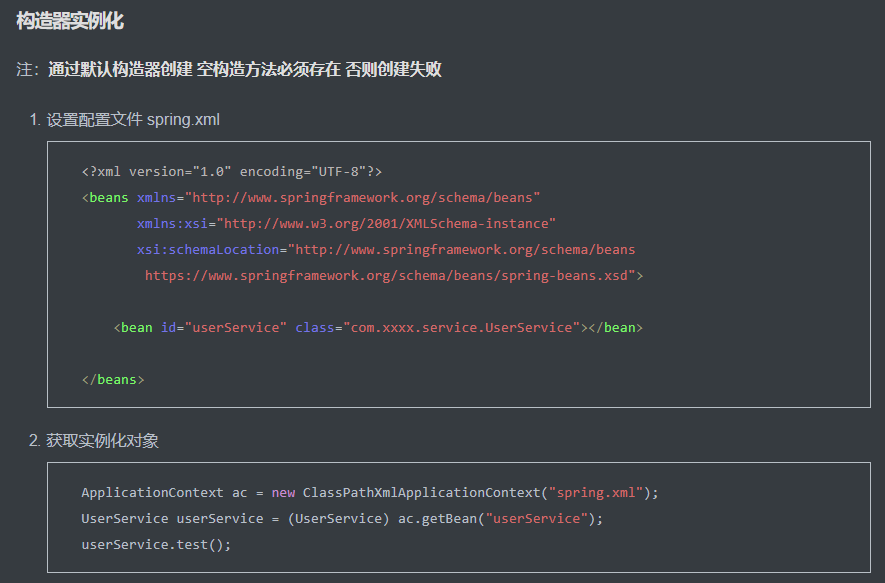 构造器实例化
注：通过默认构造器创建 空构造方法必须存在 否则创建失败
1. 设置配置文件 spring.xml
<?xml version="1.0" encoding="UTF-8"?>
<beans xmlns="http://www.springframework.org/schema/beans"
xmlns:xsi="http://www.w3.org/2001/XMLSchema-instance"
xsi:schemaLocation="http://www.springframework.org/schema/beans
https://www.springframework.org/schema/beans/spring-beans.xsd">
<bean id="userService" class="com.xxxx.service.UserService"></bean>
</beans>
2. 获取实例化对象
ApplicationContext ac = new ClassPathXmlApplicationContext("spring.xml");
UserService userService = (UserService) ac.getBean("userService");
userService.test();